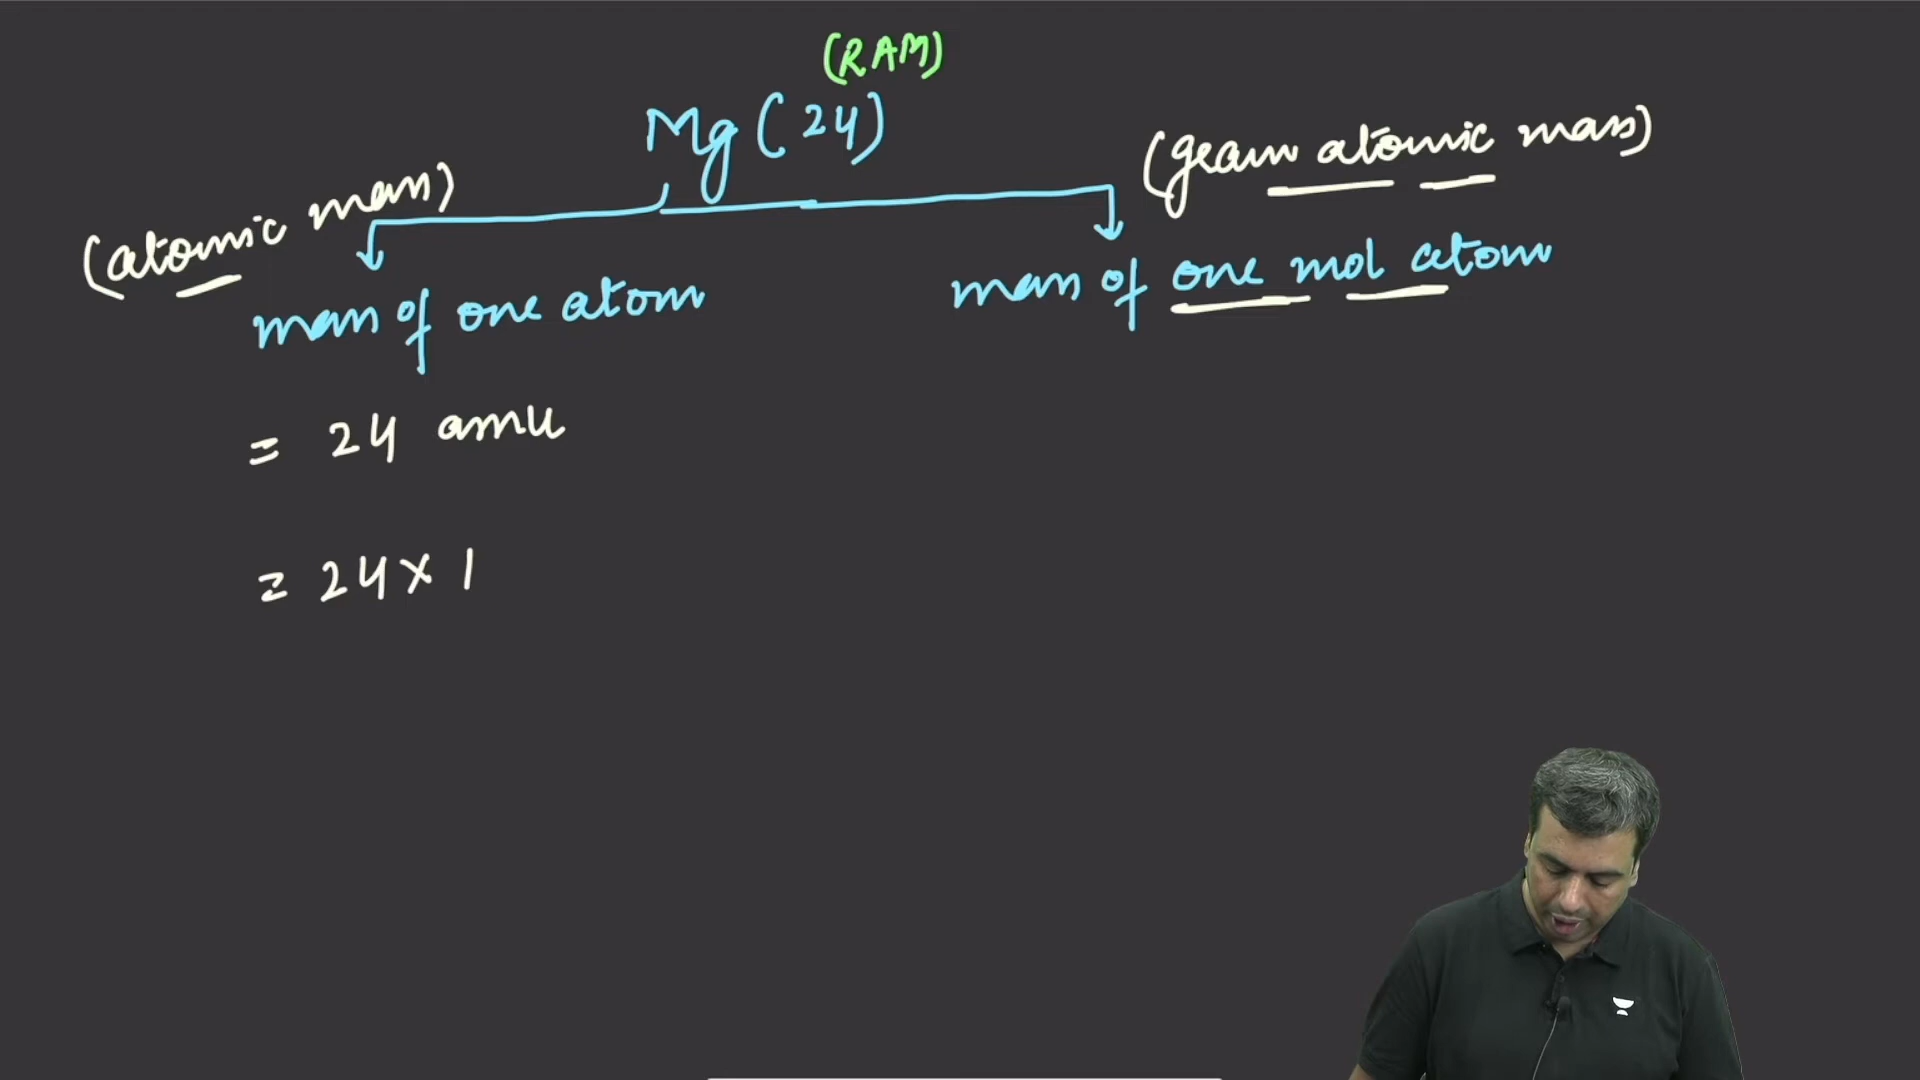 (RAM)
Mg (24)
(atomic mass)
(gram atomic mass)
mass of one atom
mass of one mol atom
= 24 amu
= 24 × 1